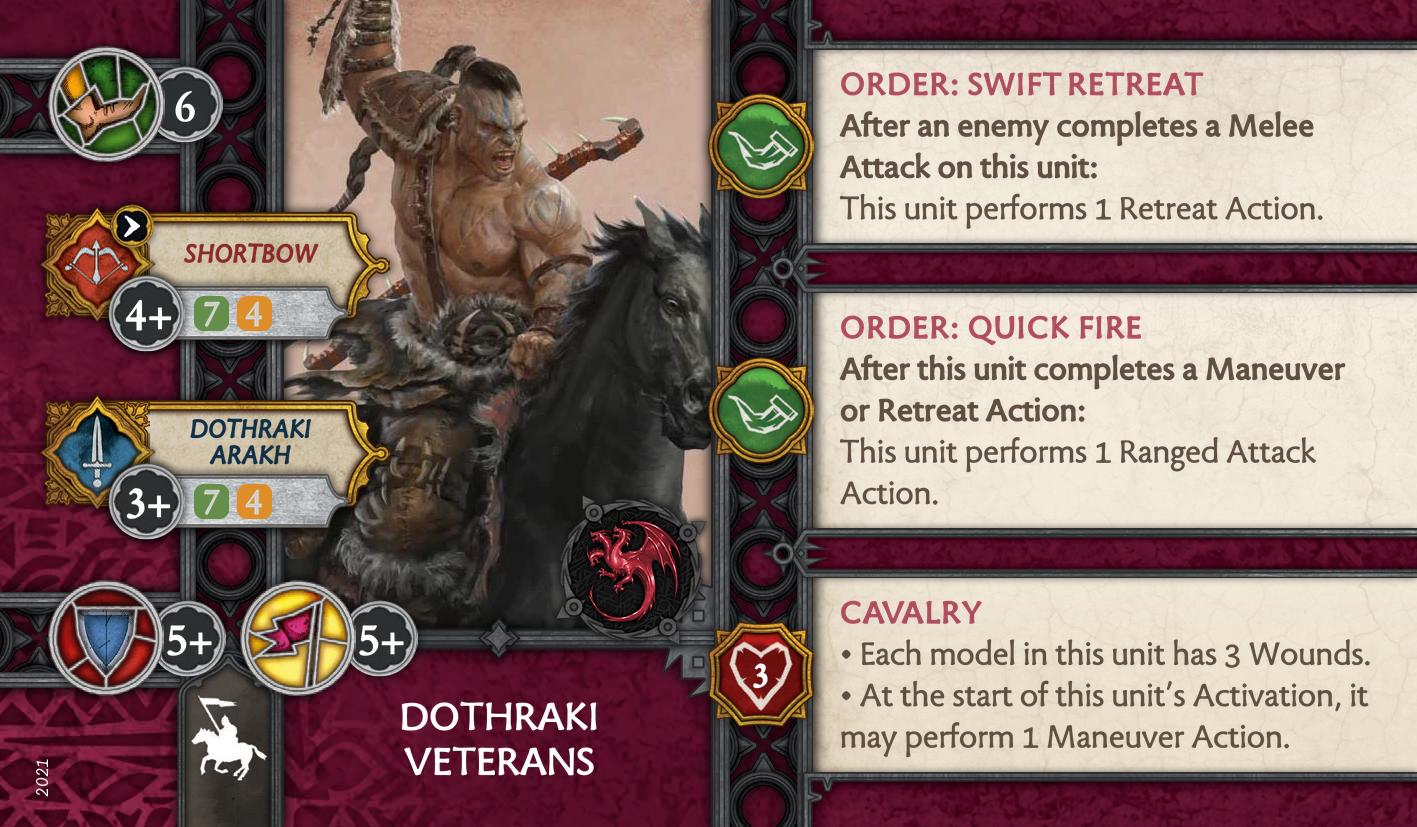 6
SHORTBOW
4+ 7 4
DOTHRAKI
ARAKH
3+ 7 4
5+ 5+
DOTHRAKI
VETERANS
2021
ORDER: SWIFT RETREAT
After an enemy completes a Melee
Attack on this unit:
This unit performs 1 Retreat Action.
ORDER: QUICK FIRE
After this unit completes a Maneuver
or Retreat Action:
This unit performs 1 Ranged Attack
Action.
3
CAVALRY
• Each model in this unit has 3 Wounds.
• At the start of this unit’s Activation, it
may perform 1 Maneuver Action.